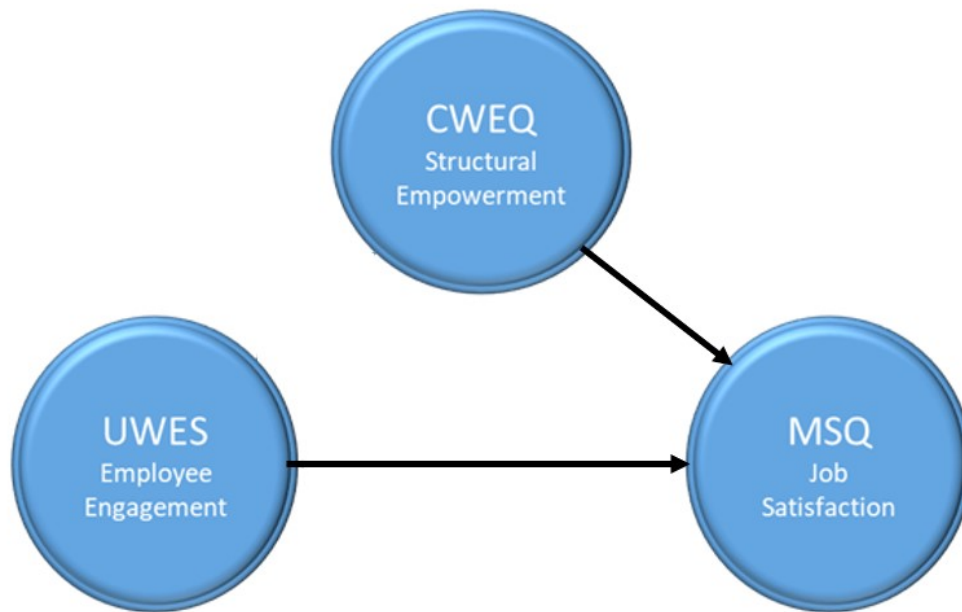 CWEQ
Structural
Empowerment
UWES
Employee
Engagement
MSQ
Job
Satisfaction